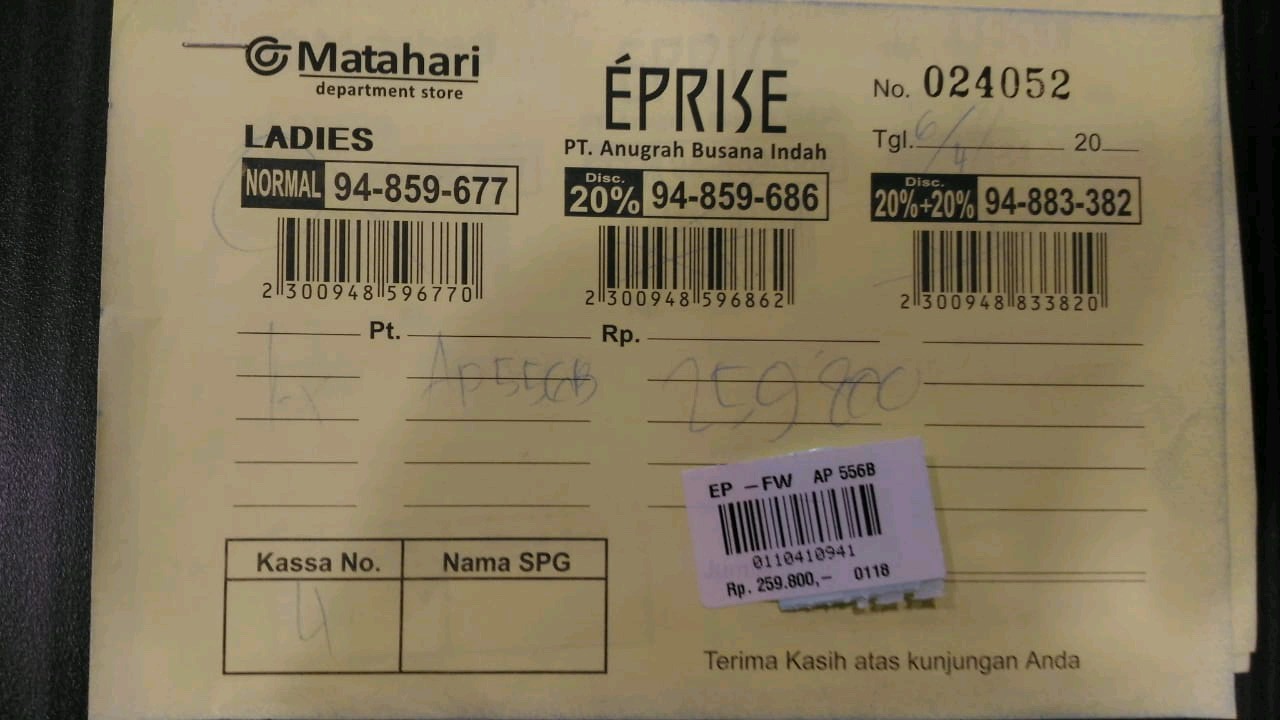 Matahari
department store
ÉPRISE
PT. Anugrah Busana Indah
No. 024052
Tgl. 6/4 20
LADIES
NORMAL 94-859-677
Disc. 20% 94-859-686
Disc. 20%+20% 94-883-382
2 300948 596770
2 300948 596862
2 300948 833820
Pt. Rp.
Ap 556B 259 800
EP - FW AP 556B
0110410941
Rp. 259.800,- 0118
Kassa No. Nama SPG
4
Terima Kasih atas kunjungan Anda